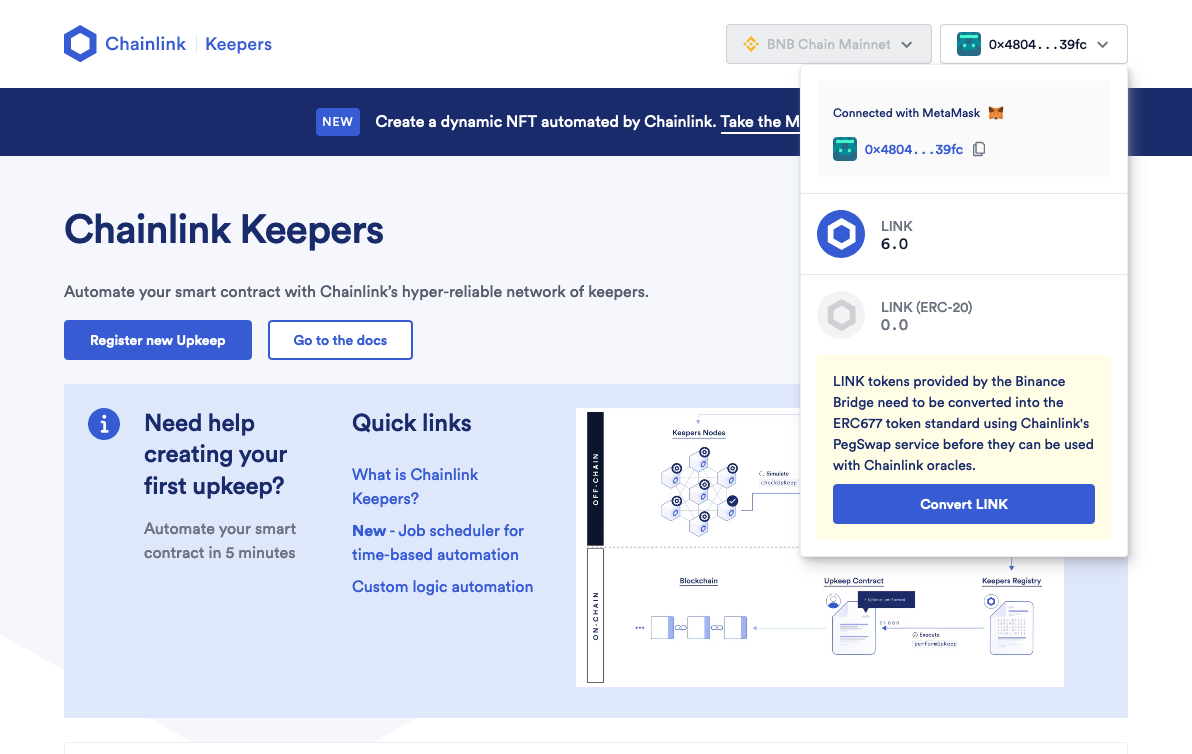 Chainlink Keepers
BNB Chain Mainnet
0x4804...39fc
NEW Create a dynamic NFT automated by Chainlink. Take the M
Connected with MetaMask
0x4804...39fc
LINK
6.0
LINK (ERC-20)
0.0
LINK tokens provided by the Binance
Bridge need to be converted into the
ERC677 token standard using Chainlink's
PegSwap service before they can be used
with Chainlink oracles.
Convert LINK
Chainlink Keepers
Automate your smart contract with Chainlink's hyper-reliable network of keepers.
Register new Upkeep
Go to the docs
Need help
creating your
first upkeep?
Automate your smart
contract in 5 minutes
Quick links
What is Chainlink
Keepers?
New - Job scheduler for
time-based automation
Custom logic automation
OFF-CHAIN
Keepers Nodes
Simulate
checkUpkeep
ON-CHAIN
Blockchain
Upkeep Contract
Keepers Registry
Execute
performUpkeep